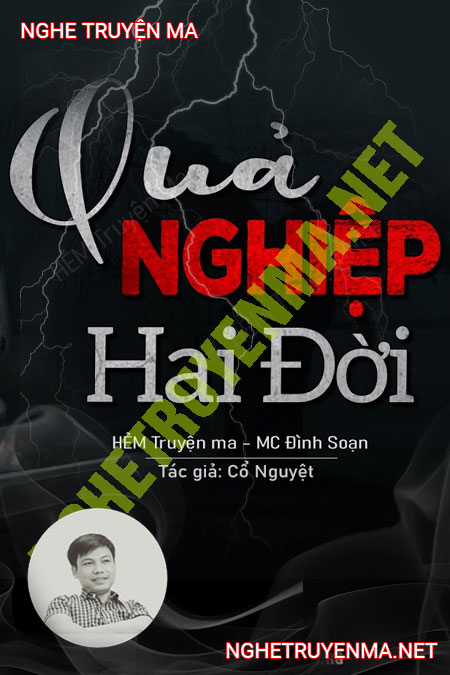 NGHE TRUYỆN MA
Quả
NGHIỆP
Hai Đời
NGHETRUYENMA.NET
HẺM Truyện ma – MC Đình Soạn
Tác giả: Cổ Nguyệt
NGHETRUYENMA.NET